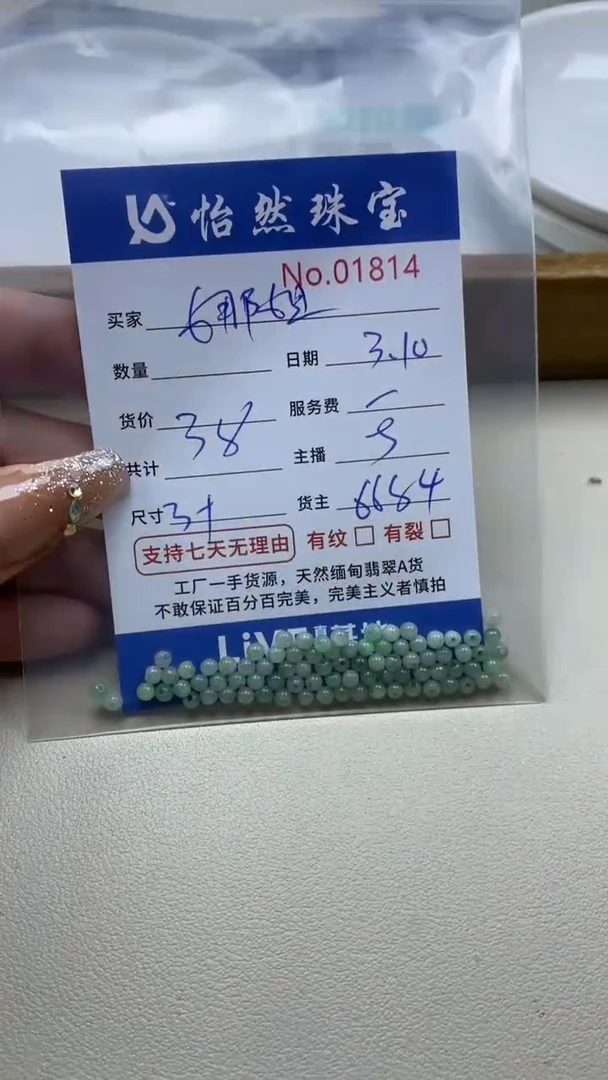 怡然珠宝
No.01814
买家 娜姐
数量 日期 3.10
货价 38 服务费
共计 主播
尺寸 3+ 货主 6684
支持七天无理由 有纹 有裂
工厂一手货源，天然缅甸翡翠A货
不敢保证百分百完美，完美主义者慎拍